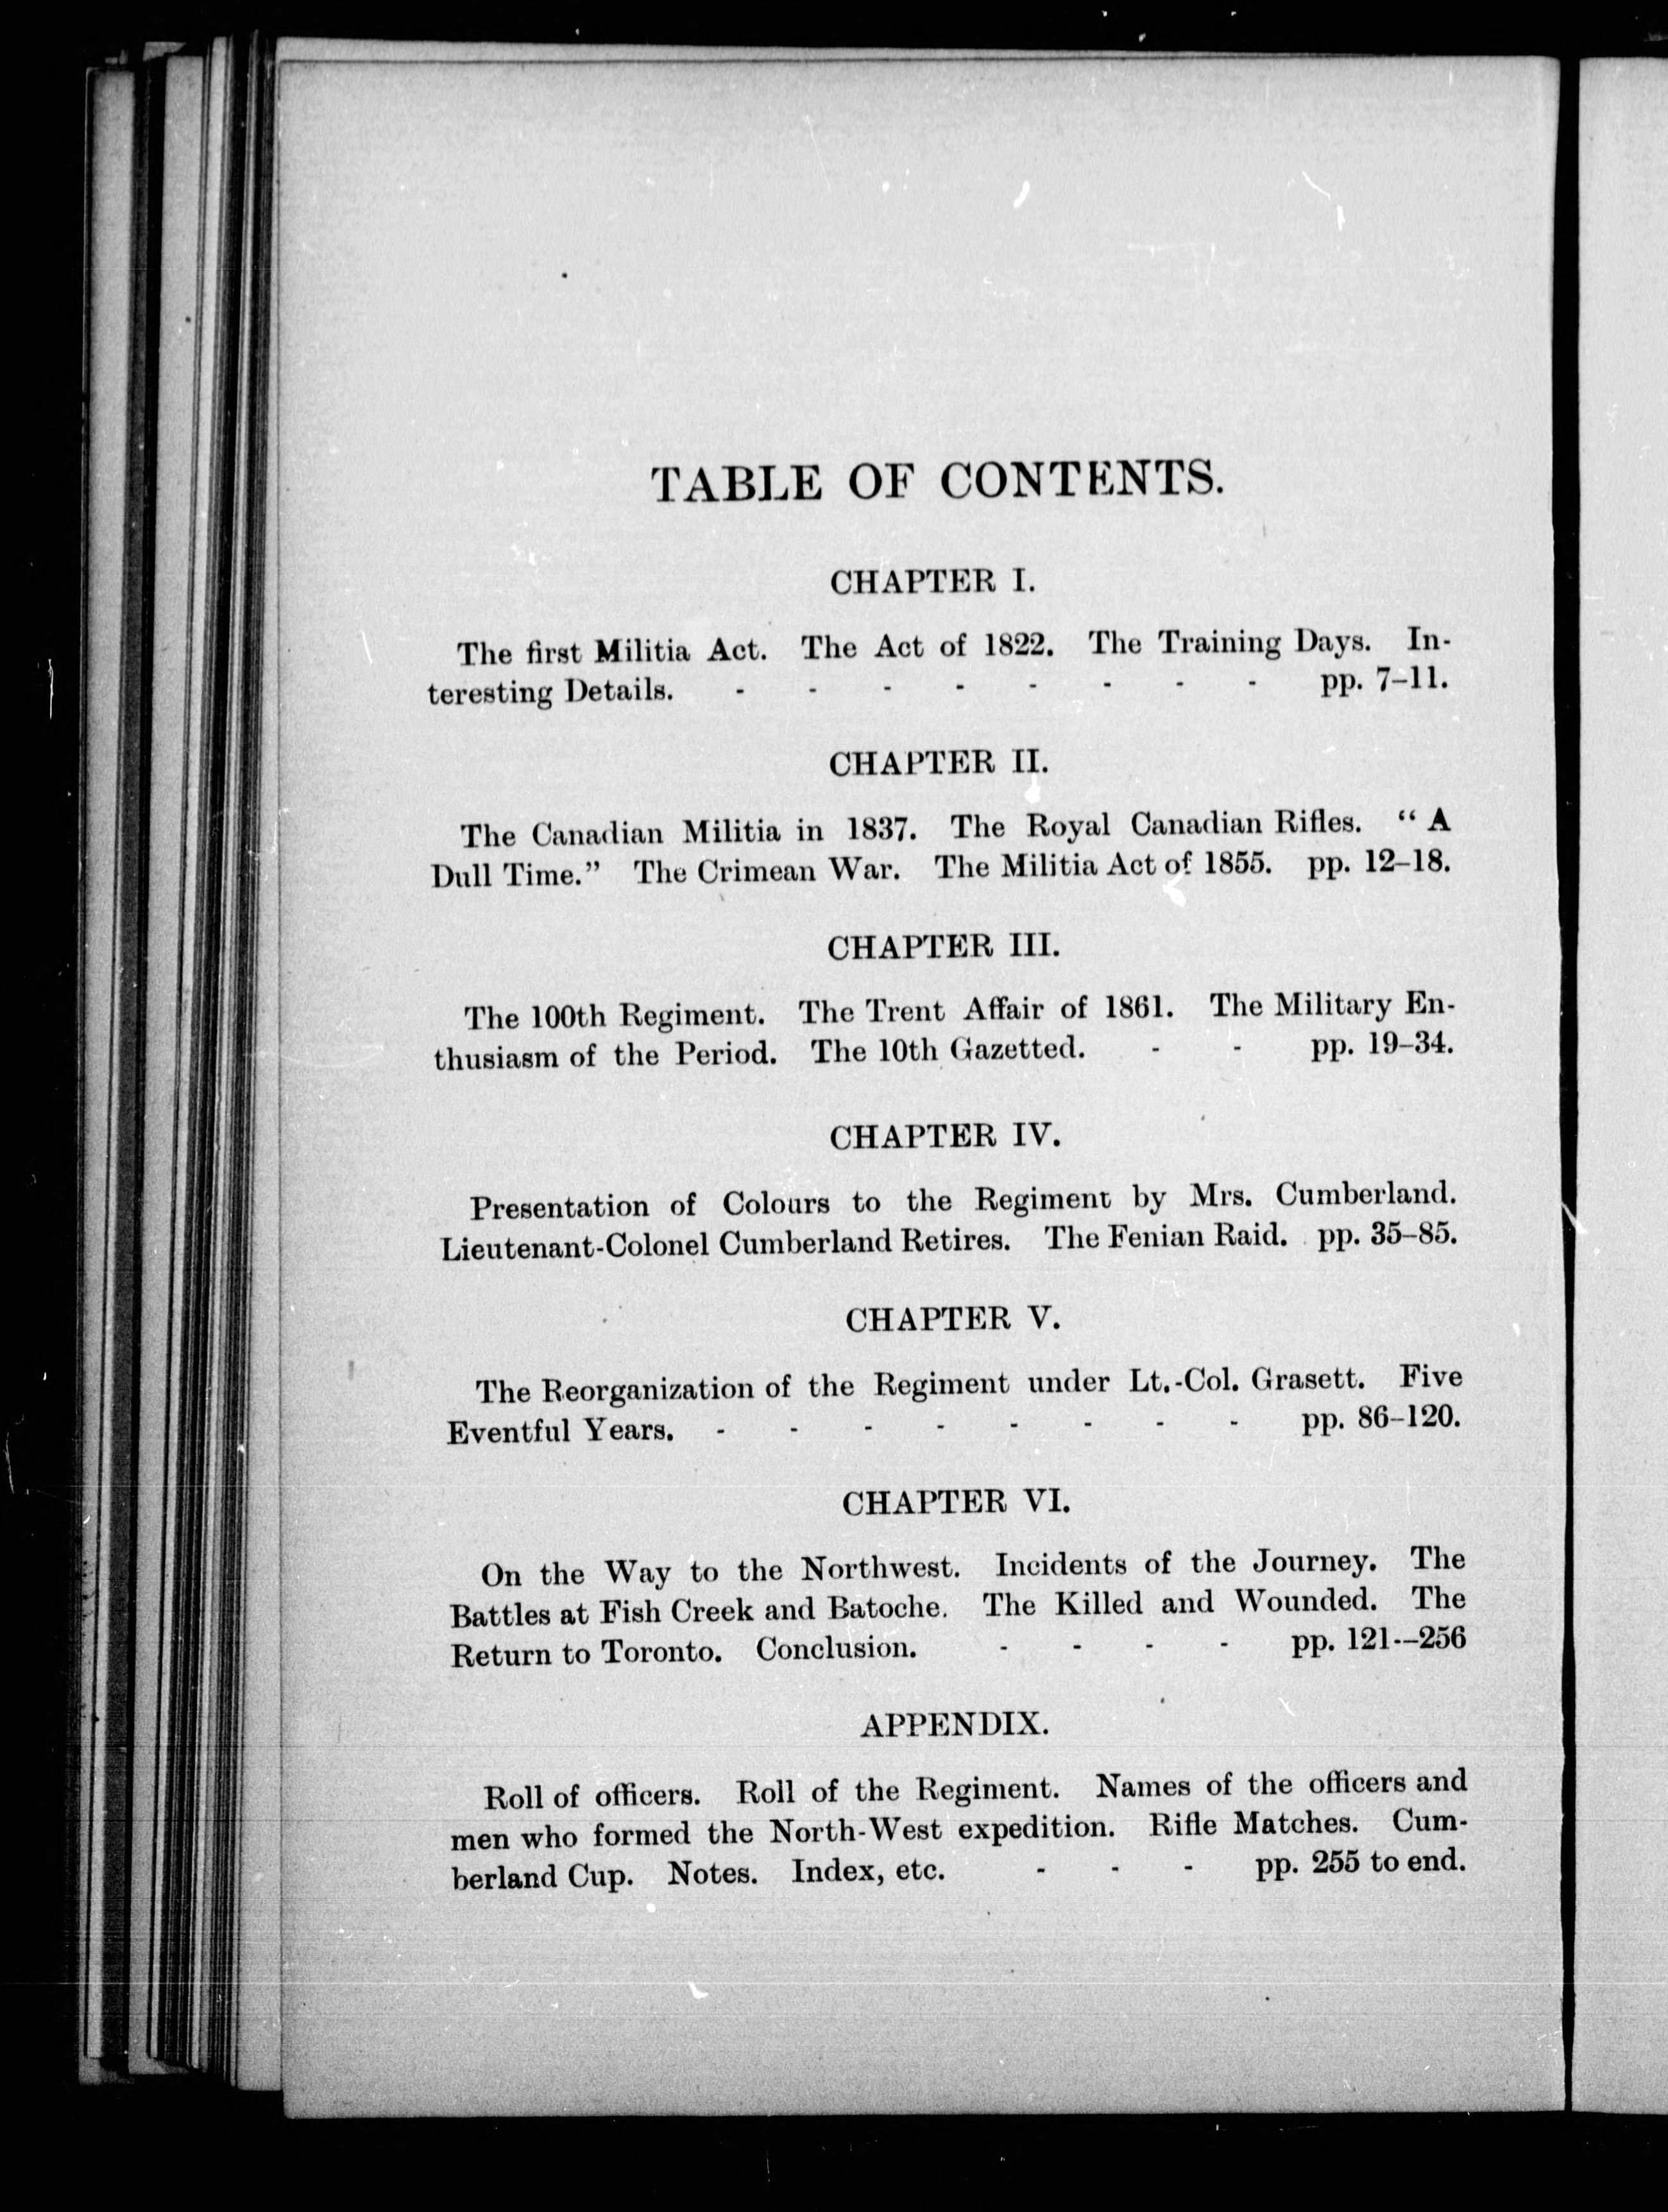 TABLE OF CONTENTS.
CHAPTER I.
The first Militia Act. The Act of 1822. The Training Days. In-
teresting Details. - - - - - - - - pp. 7–11.
CHAPTER II.
The Canadian Militia in 1837. The Royal Canadian Rifles. “ A
Dull Time.” The Crimean War. The Militia Act of 1855. pp. 12–18.
CHAPTER III.
The 100th Regiment. The Trent Affair of 1861. The Military En-
thusiasm of the Period. The 10th Gazetted. - - pp. 19–34.
CHAPTER IV.
Presentation of Colours to the Regiment by Mrs. Cumberland.
Lieutenant-Colonel Cumberland Retires. The Fenian Raid. pp. 35–85.
CHAPTER V.
The Reorganization of the Regiment under Lt.-Col. Grasett. Five
Eventful Years. - - - - - - - - pp. 86–120.
CHAPTER VI.
On the Way to the Northwest. Incidents of the Journey. The
Battles at Fish Creek and Batoche. The Killed and Wounded. The
Return to Toronto. Conclusion. - - - - pp. 121-–256
APPENDIX.
Roll of officers. Roll of the Regiment. Names of the officers and
men who formed the North-West expedition. Rifle Matches. Cum-
berland Cup. Notes. Index, etc. - - - pp. 255 to end.